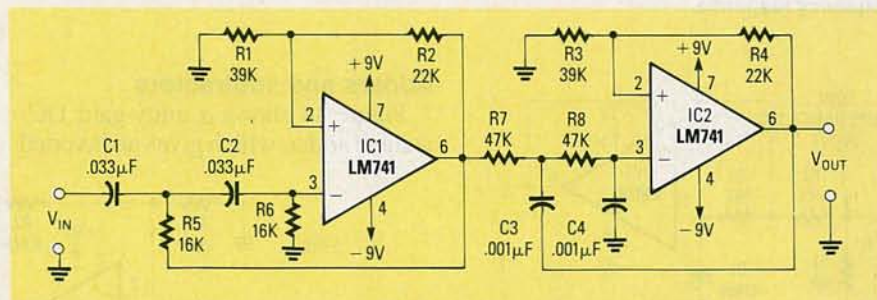 R1
39K
R2
22K
+9V
2
7
+
IC1
LM741
6
3
−
4
−9V
C1
.033µF
C2
.033µF
V_IN
R5
16K
R6
16K
R7
47K
R8
47K
C3
.001µF
C4
.001µF
R3
39K
R4
22K
+9V
2
7
+
IC2
LM741
6
3
−
4
−9V
V_OUT